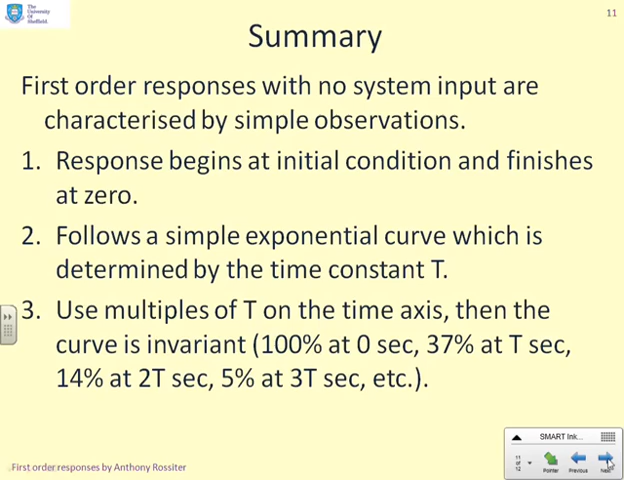 The
University
Of
Sheffield.
11
Summary
First order responses with no system input are
characterised by simple observations.
1. Response begins at initial condition and finishes
at zero.
2. Follows a simple exponential curve which is
determined by the time constant T.
3. Use multiples of T on the time axis, then the
curve is invariant (100% at 0 sec, 37% at T sec,
14% at 2T sec, 5% at 3T sec, etc.).
SMART Ink...
11
of
12
Pointer
Previous
Next
First order responses by Anthony Rossiter